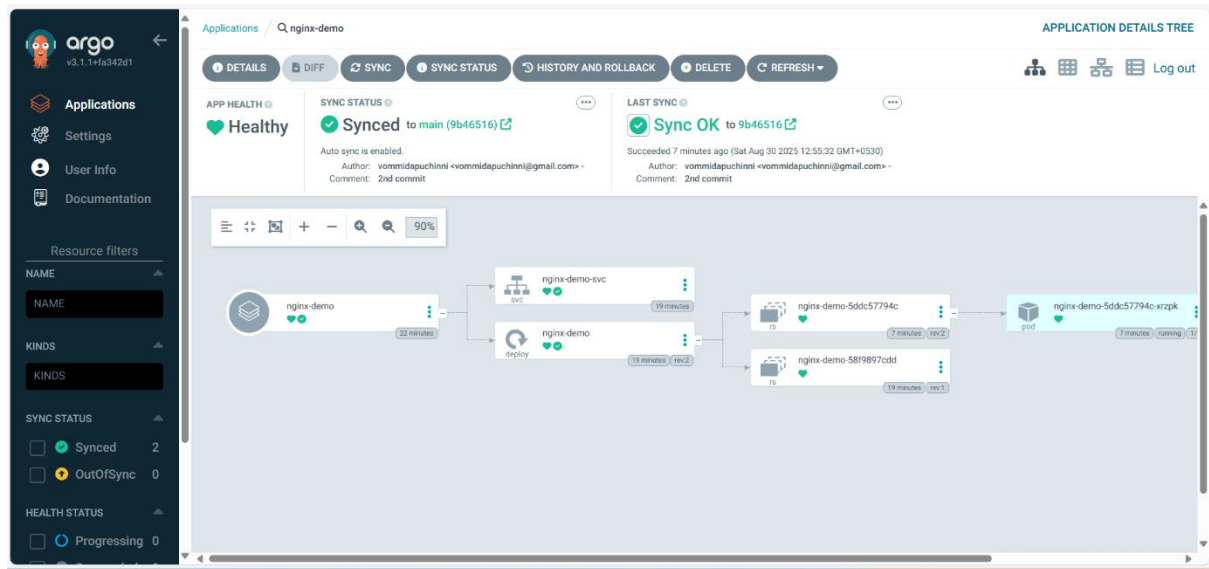 argo
v3.1.1+fa342d1
Applications
Settings
User Info
Documentation
Resource filters
NAME
NAME
KINDS
KINDS
SYNC STATUS
Synced 2
OutOfSync 0
HEALTH STATUS
Progressing 0
Applications / nginx-demo
APPLICATION DETAILS TREE
DETAILS DIFF SYNC SYNC STATUS HISTORY AND ROLLBACK DELETE REFRESH
Log out
APP HEALTH
Healthy
SYNC STATUS
Synced to main (9b46516)
Auto sync is enabled.
Author: vommidapuchinni <vommidapuchinni@gmail.com> -
Comment: 2nd commit
LAST SYNC
Sync OK to 9b46516
Succeeded 7 minutes ago (Sat Aug 30 2025 12:55:32 GMT+0530)
Author: vommidapuchinni <vommidapuchinni@gmail.com> -
Comment: 2nd commit
90%
nginx-demo
22 minutes
nginx-demo-svc
svc
19 minutes
nginx-demo
deploy
19 minutes rev:2
nginx-demo-5ddc57794c
rs
7 minutes rev:2
nginx-demo-58f9897cdd
rs
19 minutes rev:1
nginx-demo-5ddc57794c-xrzpk
pod
7 minutes running 1/